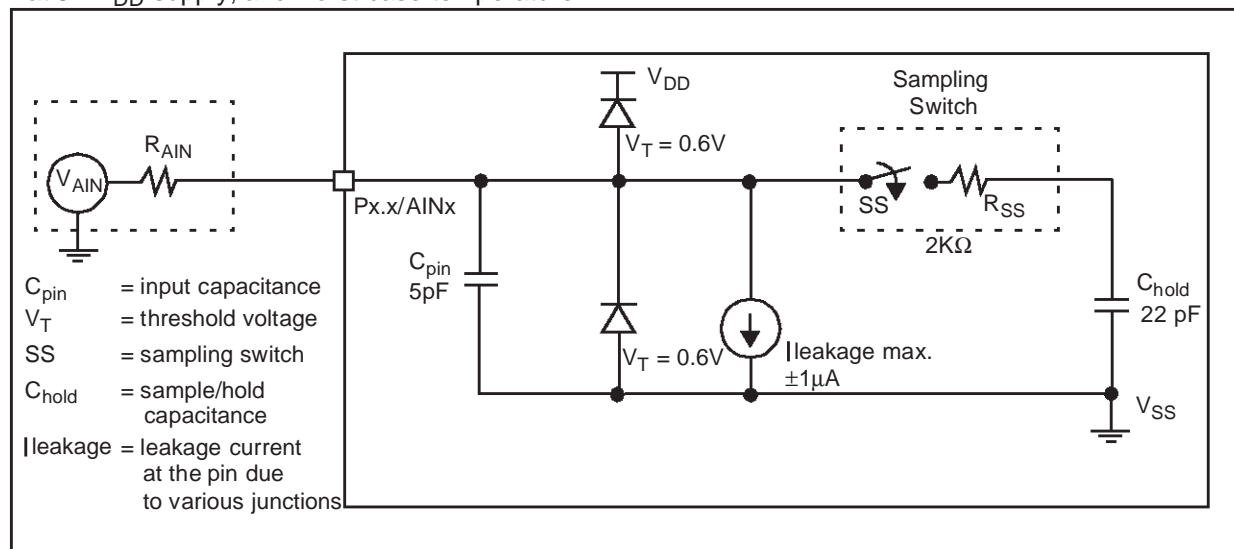 V_DD
Sampling
Switch
R_AIN
V_T = 0.6V
V_AIN
Px.x/AINx
SS
R_SS
2KΩ
C_pin
5pF
C_hold
22 pF
V_T = 0.6V
I leakage max.
±1μA
V_SS
C_pin = input capacitance
V_T = threshold voltage
SS = sampling switch
C_hold = sample/hold
capacitance
I leakage = leakage current
at the pin due
to various junctions